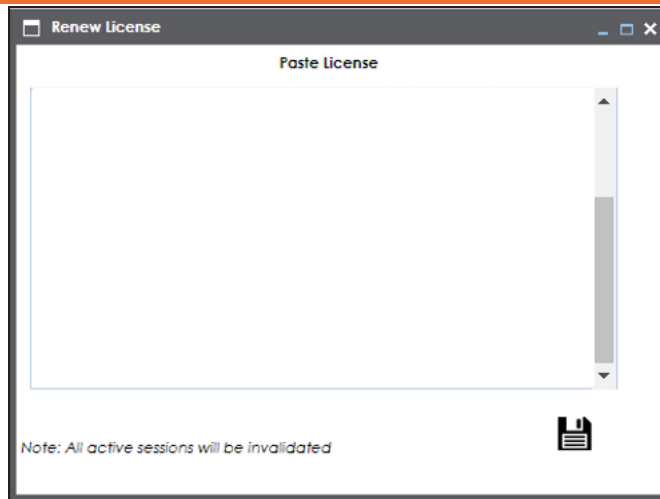 Renew License
Paste License
Note: All active sessions will be invalidated